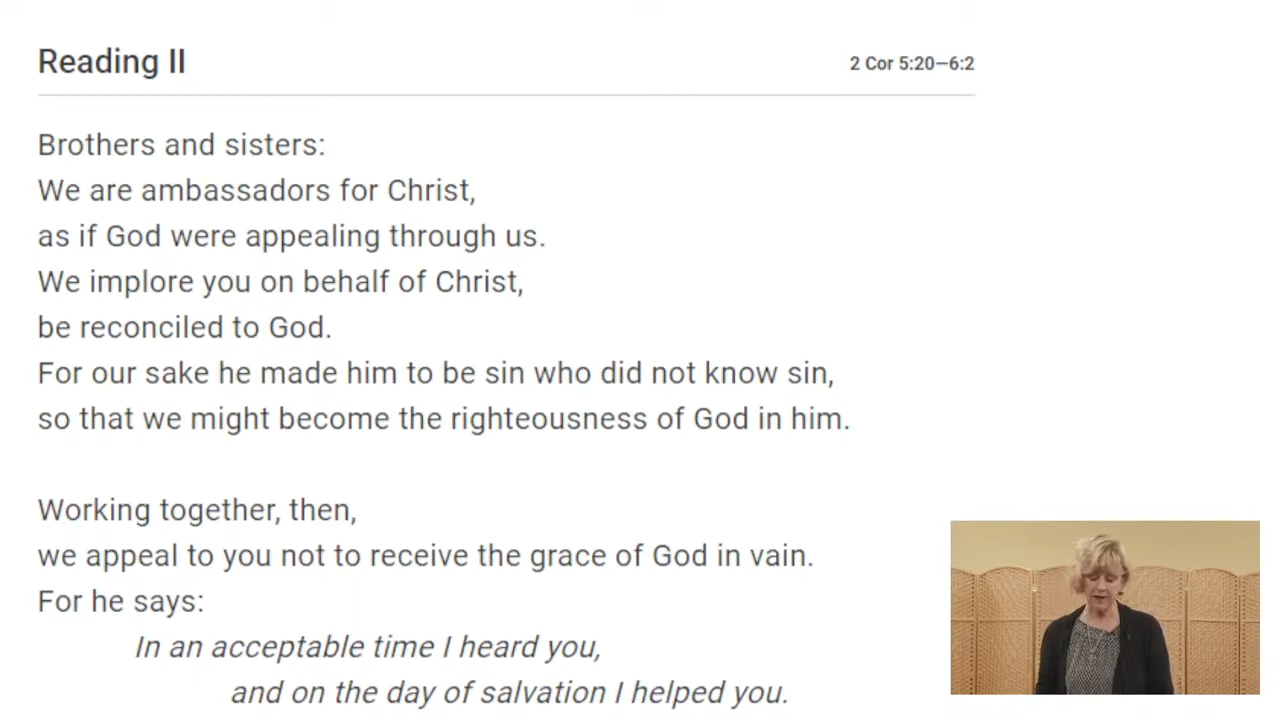 Reading II
2 Cor 5:20–6:2
Brothers and sisters:
We are ambassadors for Christ,
as if God were appealing through us.
We implore you on behalf of Christ,
be reconciled to God.
For our sake he made him to be sin who did not know sin,
so that we might become the righteousness of God in him.
Working together, then,
we appeal to you not to receive the grace of God in vain.
For he says:
In an acceptable time I heard you,
and on the day of salvation I helped you.